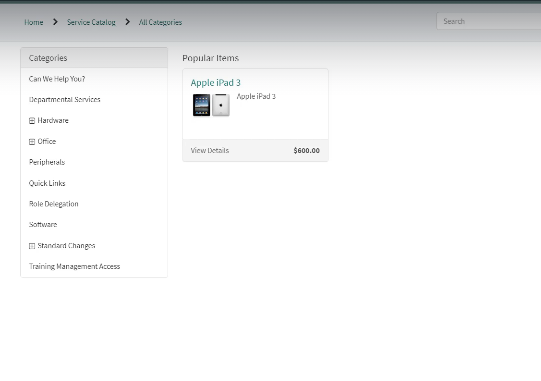 Home
Service Catalog
All Categories
Search
Categories
Can We Help You?
Departmental Services
Hardware
Office
Peripherals
Quick Links
Role Delegation
Software
Standard Changes
Training Management Access
Popular Items
Apple iPad 3
Apple iPad 3
View Details
$600.00